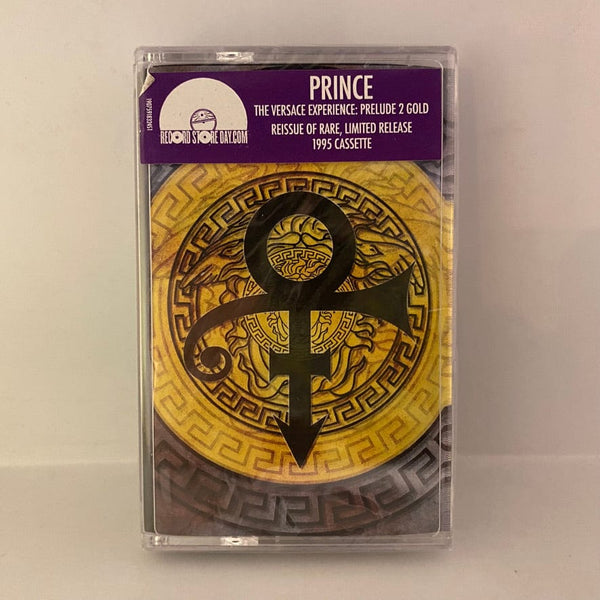 PRINCE
THE VERSACE EXPERIENCE: PRELUDE 2 GOLD
REISSUE OF RARE, LIMITED RELEASE
1995 CASSETTE
RECORD STORE DAY.COM